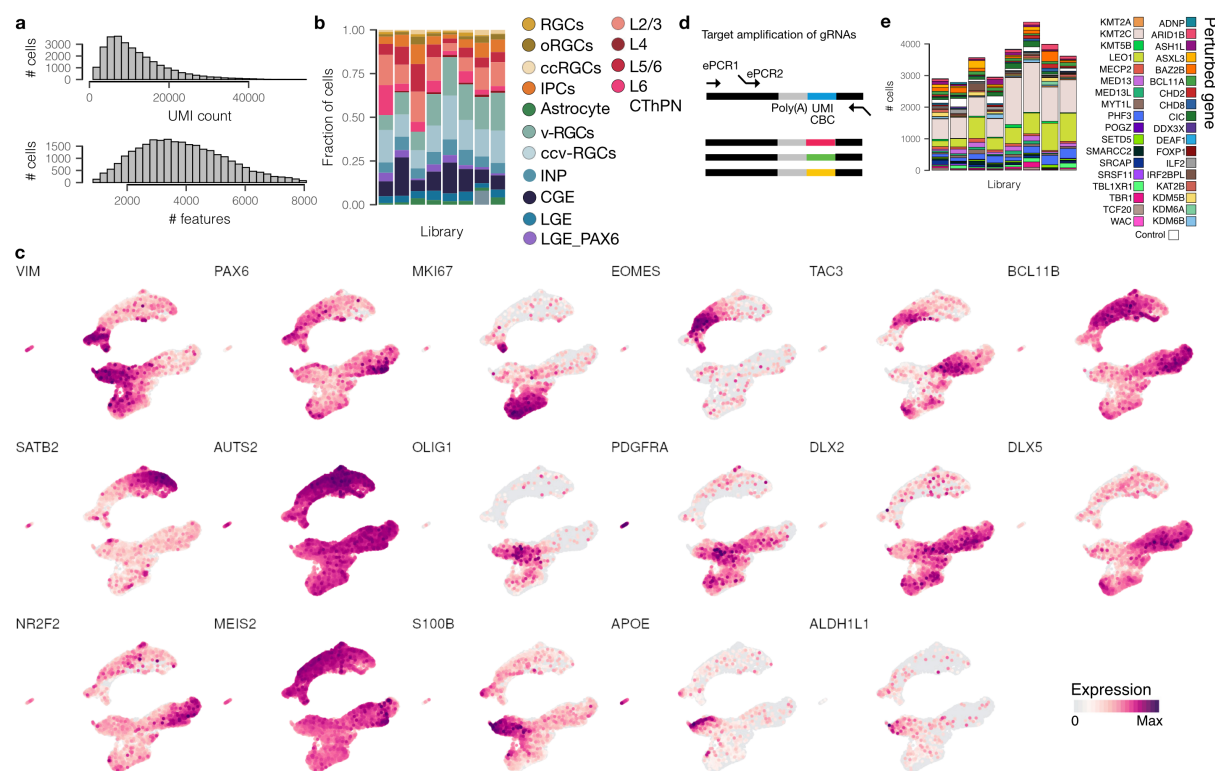 a
# cells
3000
2000
1000
0
0
20000
40000
UMI count
# cells
1500
1000
500
0
2000
4000
6000
8000
# features
b
Fraction of cells
1.00
0.75
0.50
0.25
0.00
Library
RGCs
oRGCs
ccRGCs
IPCs
Astrocyte
v-RGCs
ccv-RGCs
INP
CGE
LGE
LGE_PAX6
L2/3
L4
L5/6
L6
CThPN
d
Target amplification of gRNAs
ePCR1
ePCR2
Poly(A)
UMI
CBC
e
# cells
4000
3000
2000
1000
0
Library
KMT2A
KMT2C
KMT5B
LEO1
MECP2
MED13
MED13L
MYT1L
PHF3
POGZ
SETD5
SMARCC2
SRCAP
SRSF11
TBL1XR1
TBR1
TCF20
WAC
ADNP
ARID1B
ASH1L
ASXL3
BAZ2B
BCL11A
CHD2
CHD8
CIC
DDX3X
DEAF1
FOXP1
ILF2
IRF2BPL
KAT2B
KDM5B
KDM6A
KDM6B
Control
Perturbed gene
c
VIM
PAX6
MKI67
EOMES
TAC3
BCL11B
SATB2
AUTS2
OLIG1
PDGFRA
DLX2
DLX5
NR2F2
MEIS2
S100B
APOE
ALDH1L1
Expression
0
Max